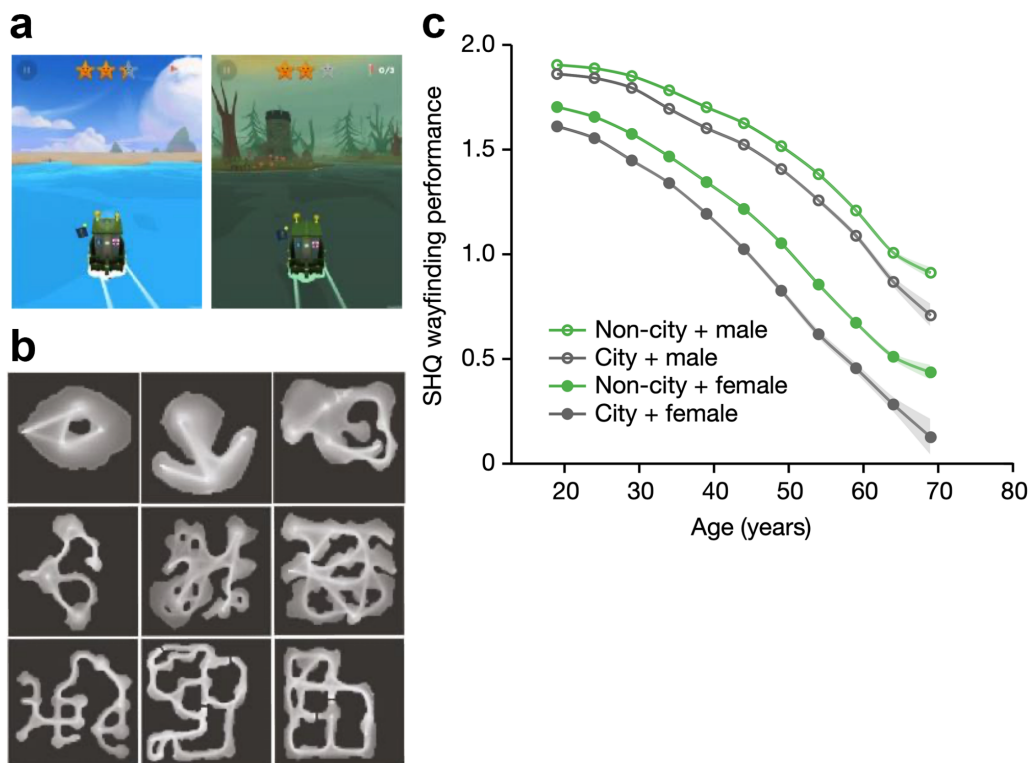 a
0/3
b
c
SHQ wayfinding performance
2.0
1.5
1.0
0.5
0
Non-city + male
City + male
Non-city + female
City + female
20 30 40 50 60 70 80
Age (years)